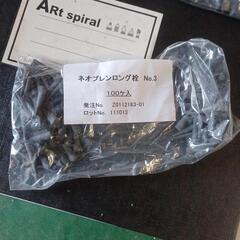 ARt spiral
ネオプレンロング栓 No.3
100ケ入
発注No. Z0112183-01
ロットNo. 111013